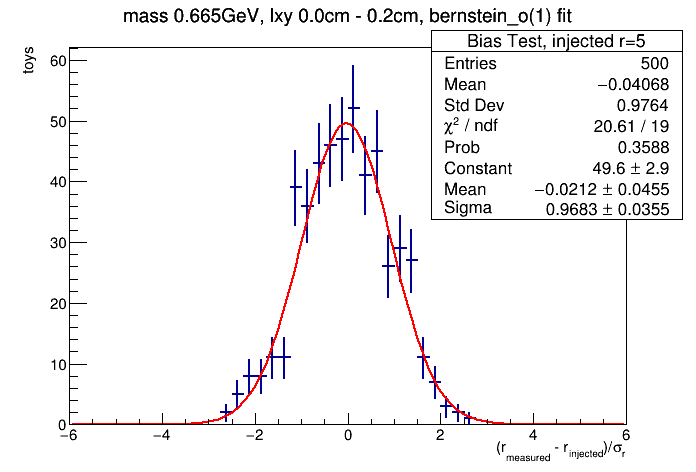 mass 0.665GeV, lxy 0.0cm - 0.2cm, bernstein_o(1) fit
toys
Bias Test, injected r=5
Entries 500
Mean −0.04068
Std Dev 0.9764
χ² / ndf 20.61 / 19
Prob 0.3588
Constant 49.6 ± 2.9
Mean −0.0212 ± 0.0455
Sigma 0.9683 ± 0.0355
60
50
40
30
20
10
0
−6 −4 −2 0 2 4 6
(r_measured - r_injected)/σ_r